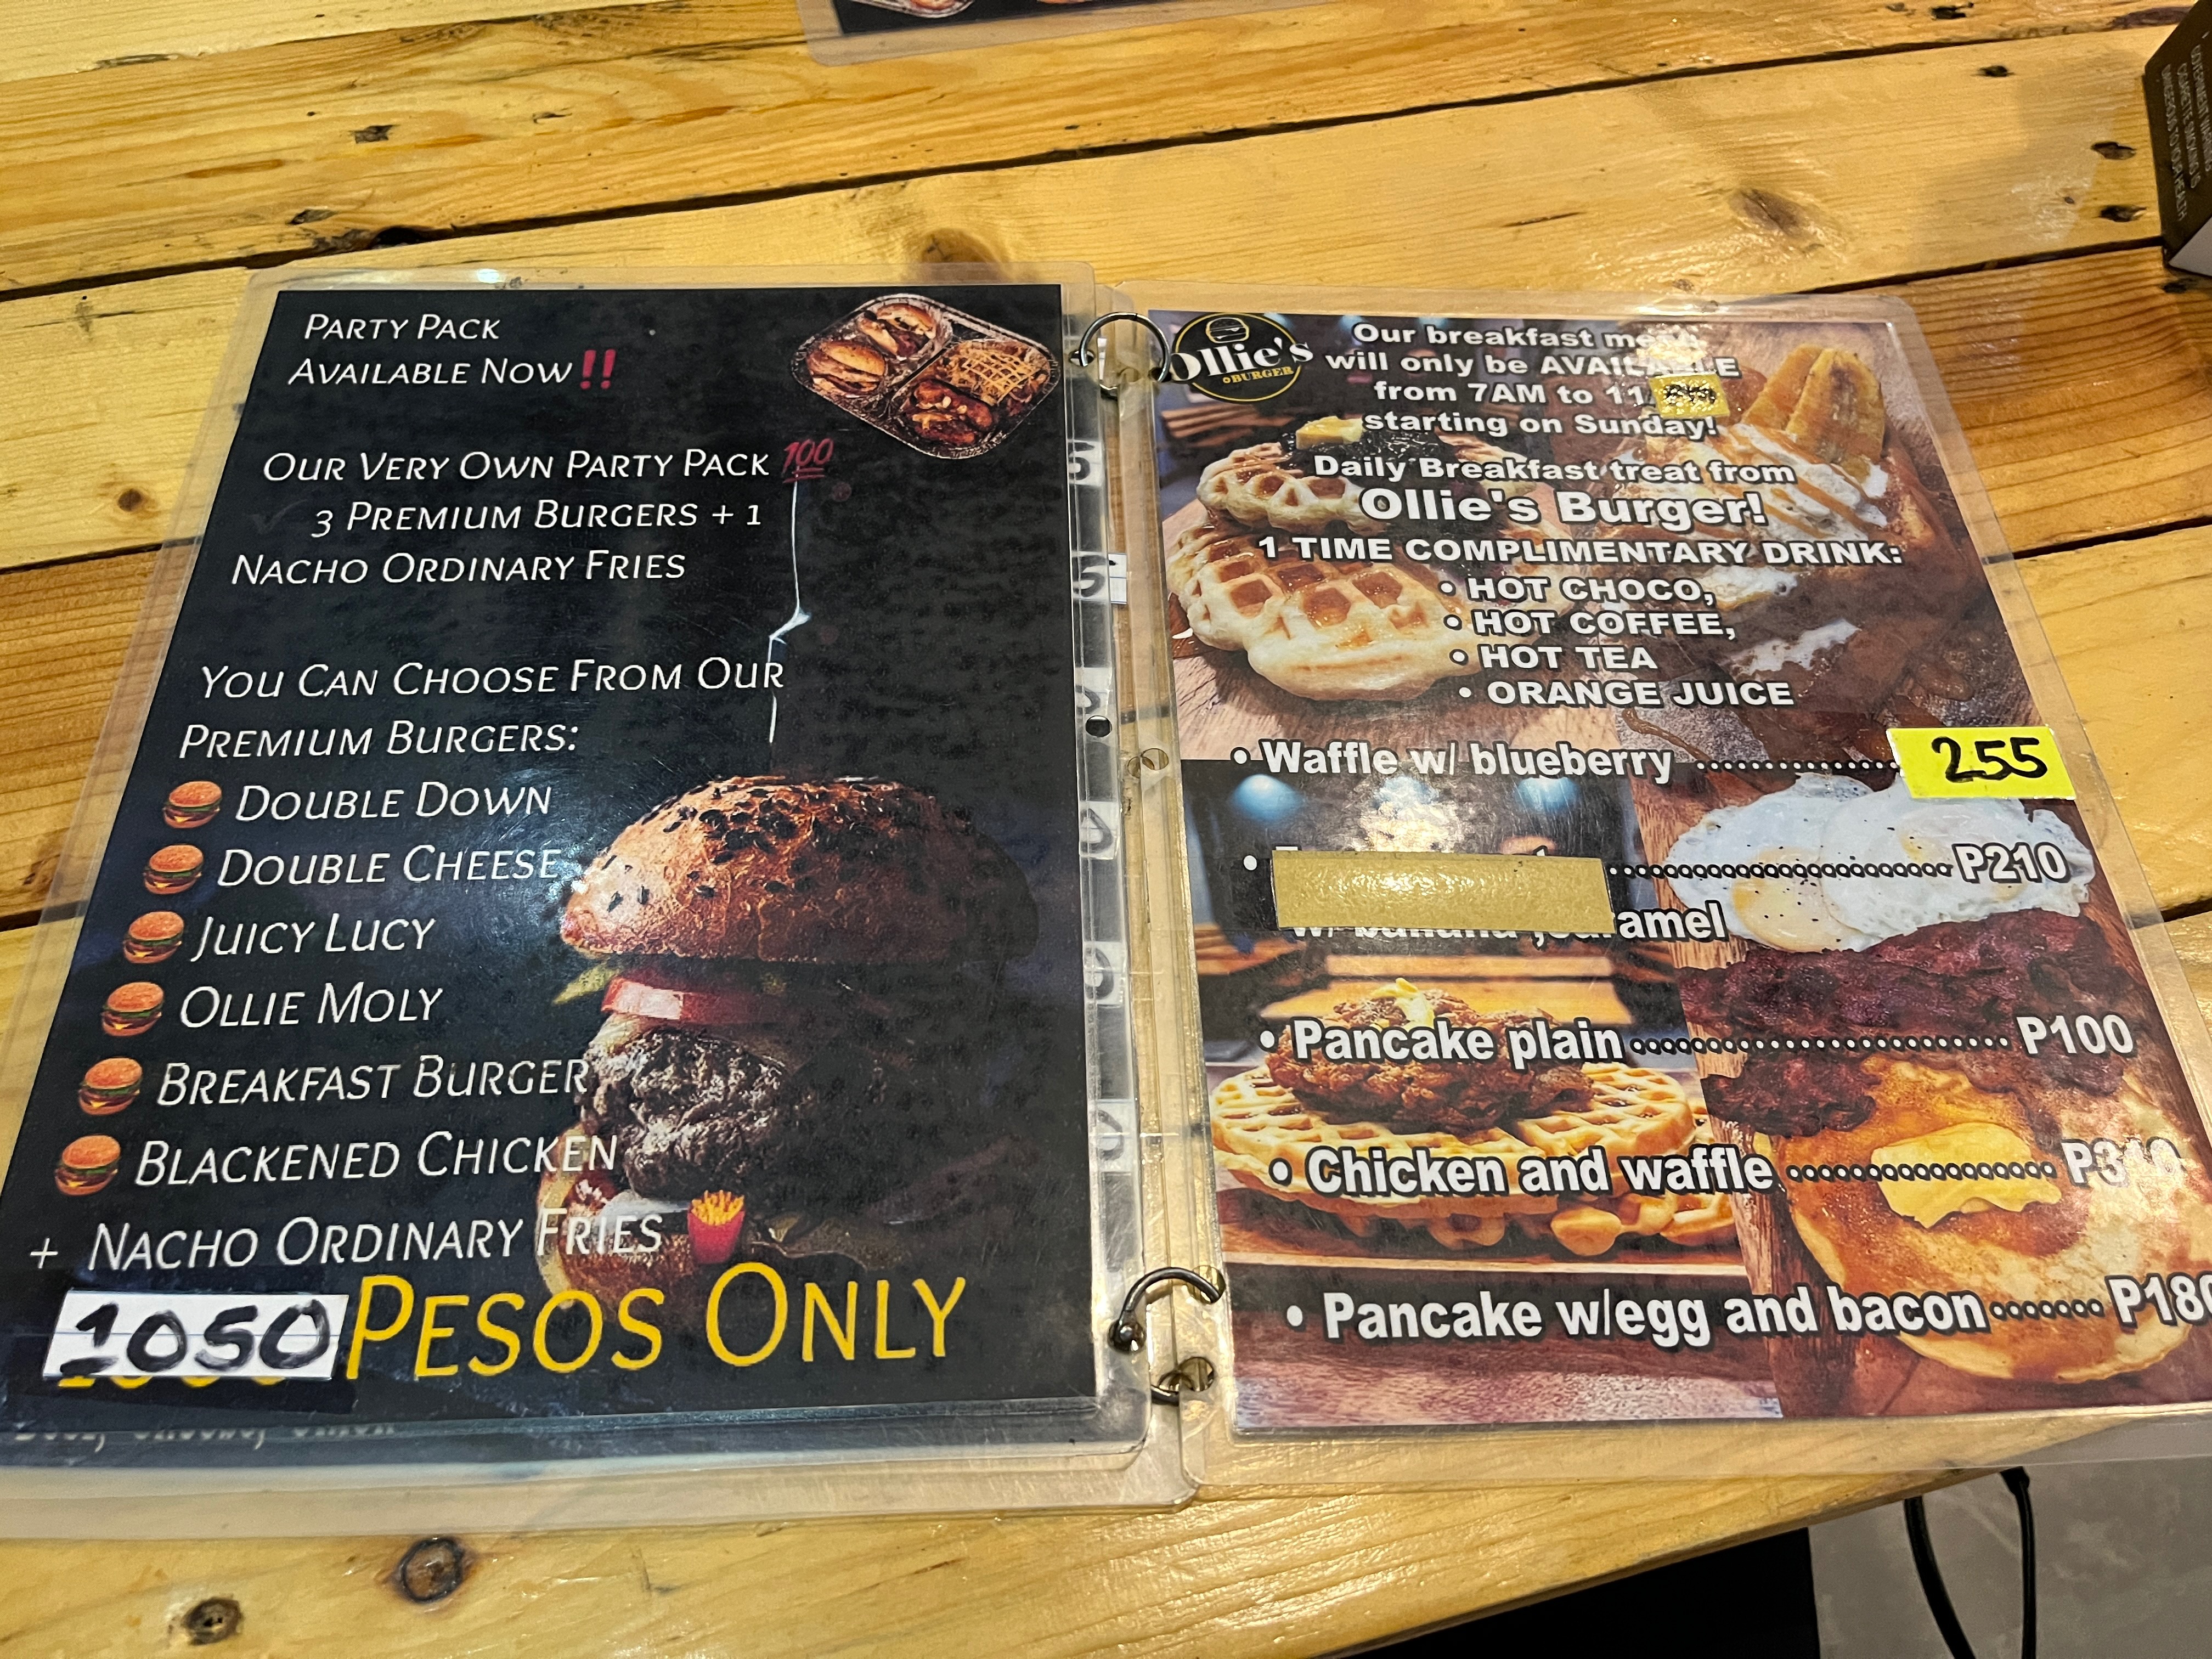 PARTY PACK
AVAILABLE NOW‼
OUR VERY OWN PARTY PACK 💯
3 PREMIUM BURGERS + 1
NACHO ORDINARY FRIES
YOU CAN CHOOSE FROM OUR
PREMIUM BURGERS:
DOUBLE DOWN
DOUBLE CHEESE
JUICY LUCY
OLLIE MOLY
BREAKFAST BURGER
BLACKENED CHICKEN
+ NACHO ORDINARY FRIES
1050 PESOS ONLY
Ollie's
BURGER
Our breakfast
will only be AVAILABLE
from 7AM to 11
starting on Sunday!
Daily Breakfast treat from
Ollie's Burger!
1 TIME COMPLIMENTARY DRINK:
• HOT CHOCO,
• HOT COFFEE,
• HOT TEA
• ORANGE JUICE
• Waffle w/ blueberry .............. 255
• ........................ P210
w/ banana
• Pancake plain ........................ P100
• Chicken and waffle ....................
• Pancake w/egg and bacon ....... P180